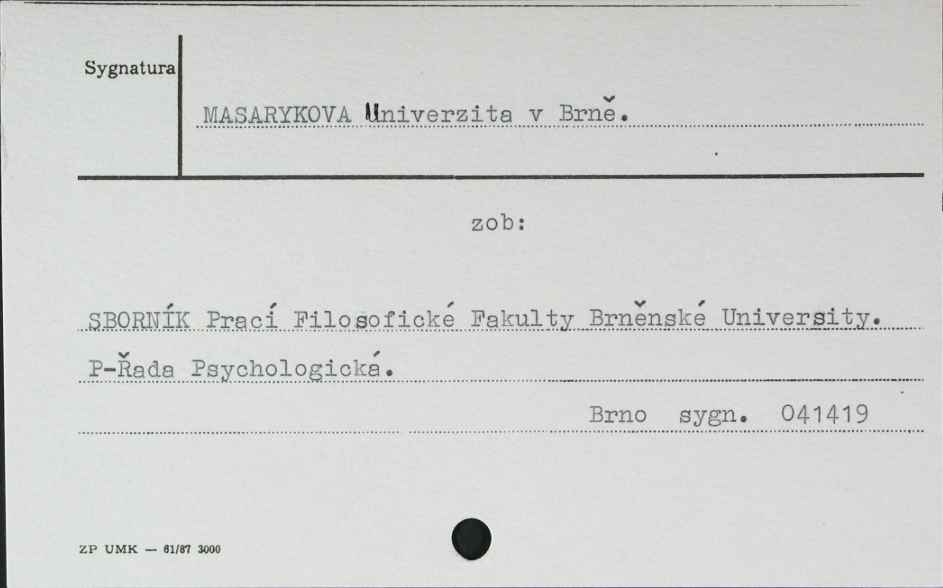 Sygnatura
MASARYKOVA Univerzita v Brně.
zob:
SBORNÍK Prací Filosofické Fakulty Brněnské University.
P-Řada Psychologická.
Brno sygn. 041419
ZP UMK — 61/87 3000